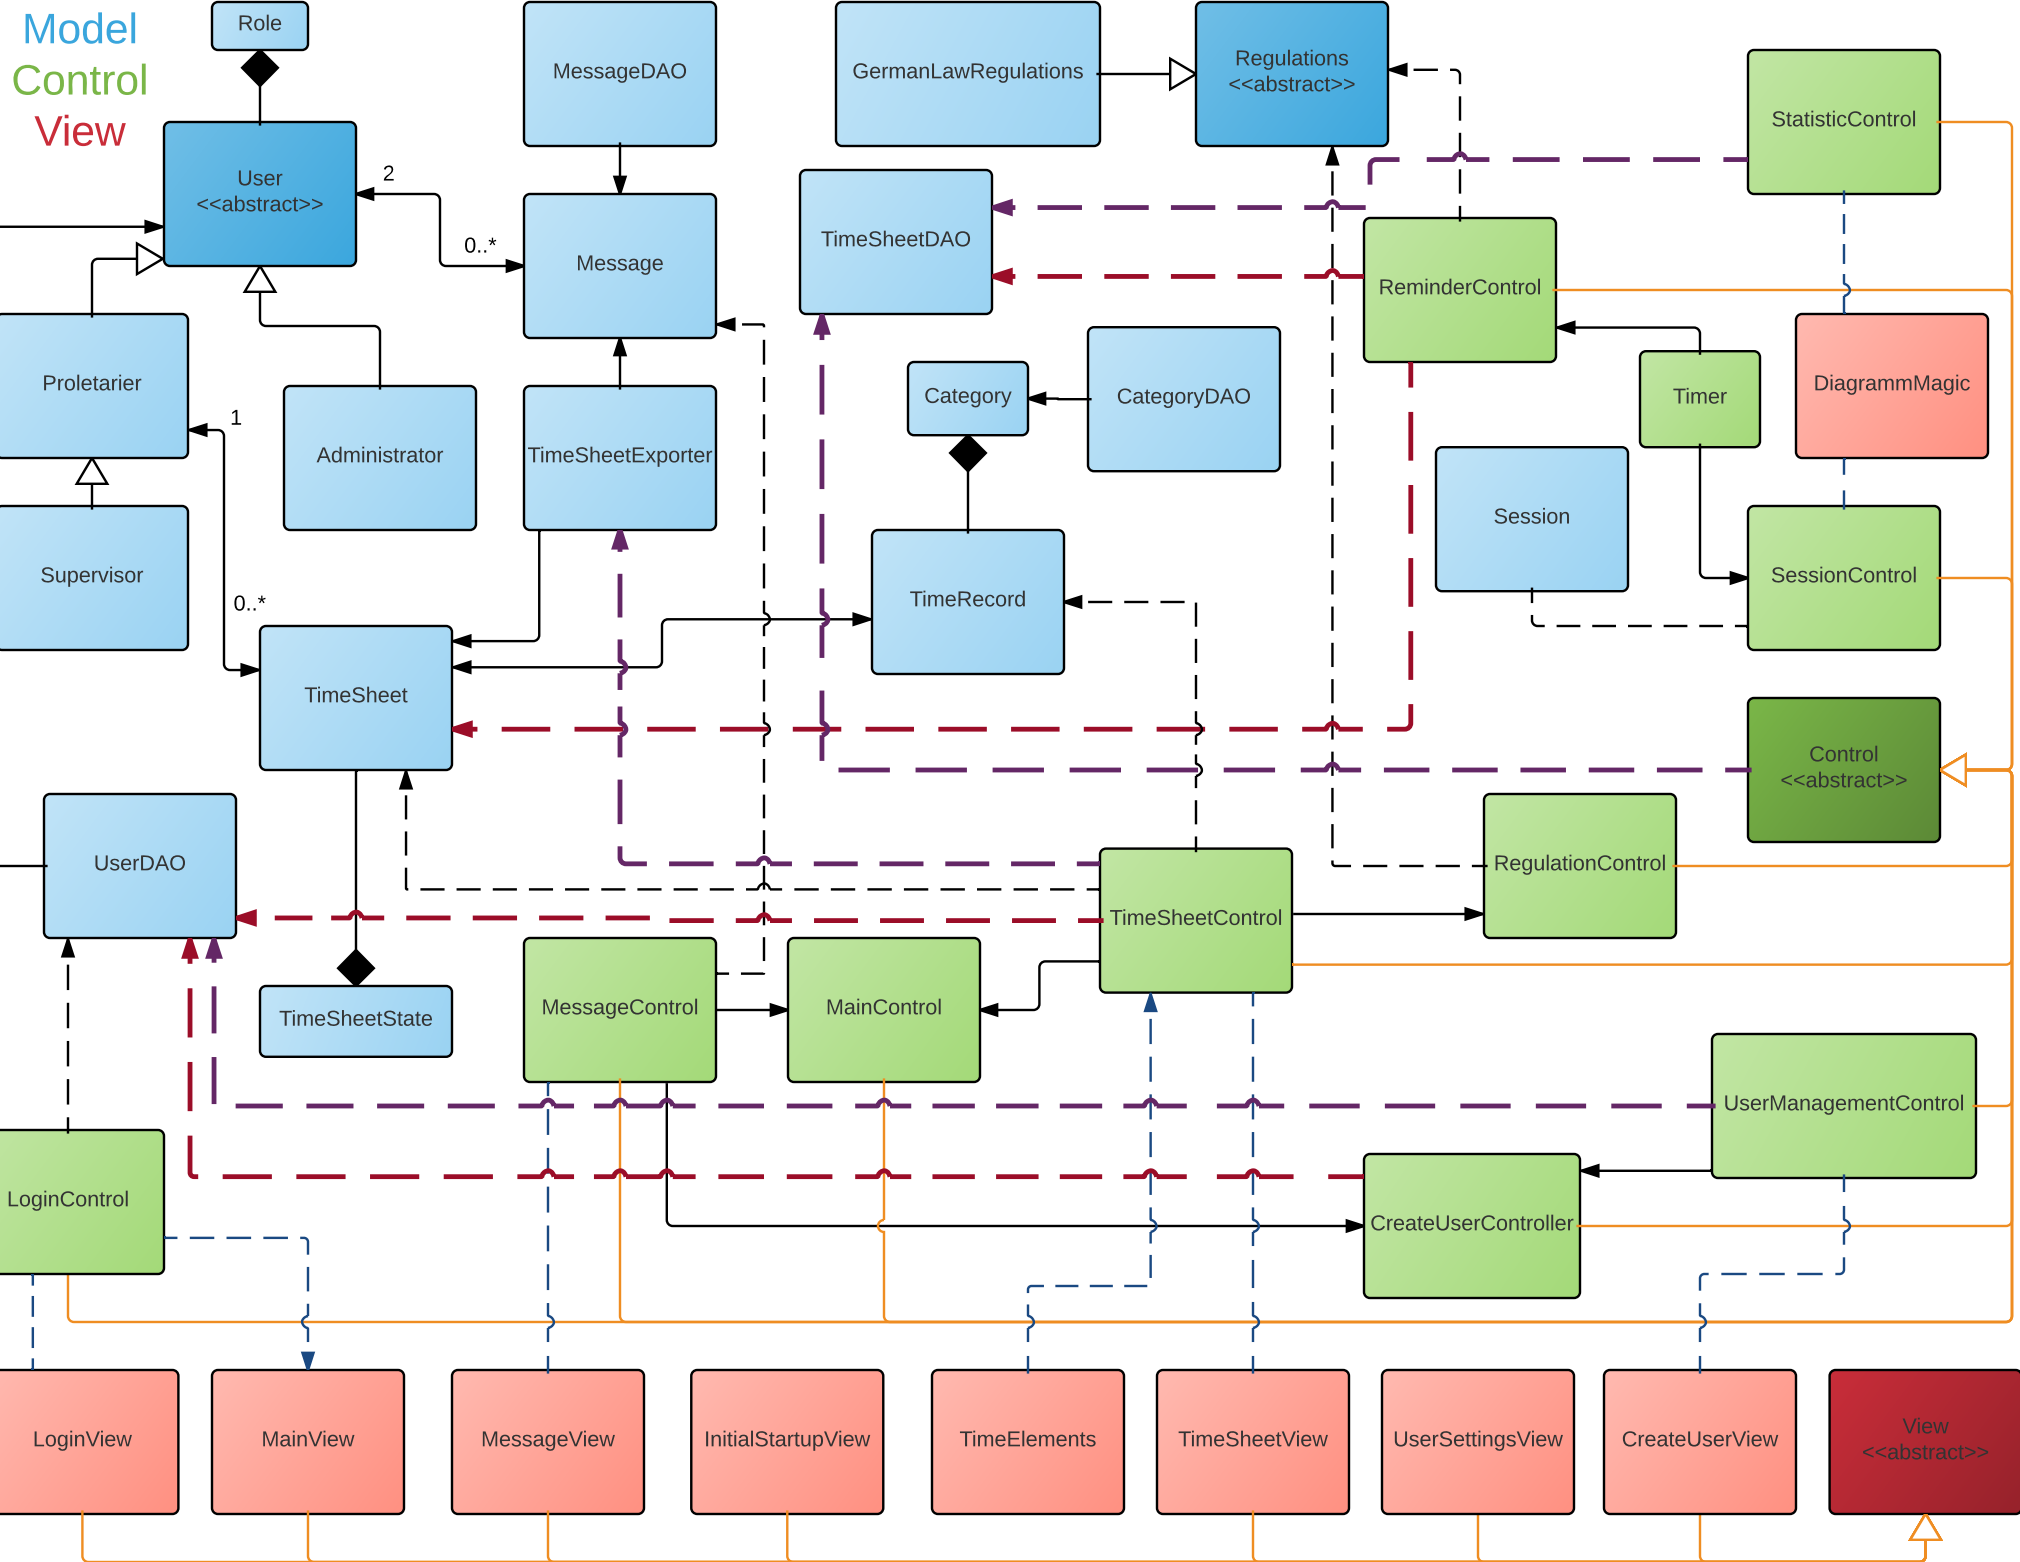 Model
Control
View
Role
MessageDAO
GermanLawRegulations
Regulations
<<abstract>>
StatisticControl
User
<<abstract>>
2
0..*
Message
TimeSheetDAO
ReminderControl
Proletarier
1
Administrator
TimeSheetExporter
Category
CategoryDAO
Timer
DiagrammMagic
Session
Supervisor
0..*
TimeRecord
SessionControl
TimeSheet
Control
<<abstract>>
UserDAO
RegulationControl
TimeSheetControl
TimeSheetState
MessageControl
MainControl
UserManagementControl
LoginControl
CreateUserController
LoginView
MainView
MessageView
InitialStartupView
TimeElements
TimeSheetView
UserSettingsView
CreateUserView
View
<<abstract>>